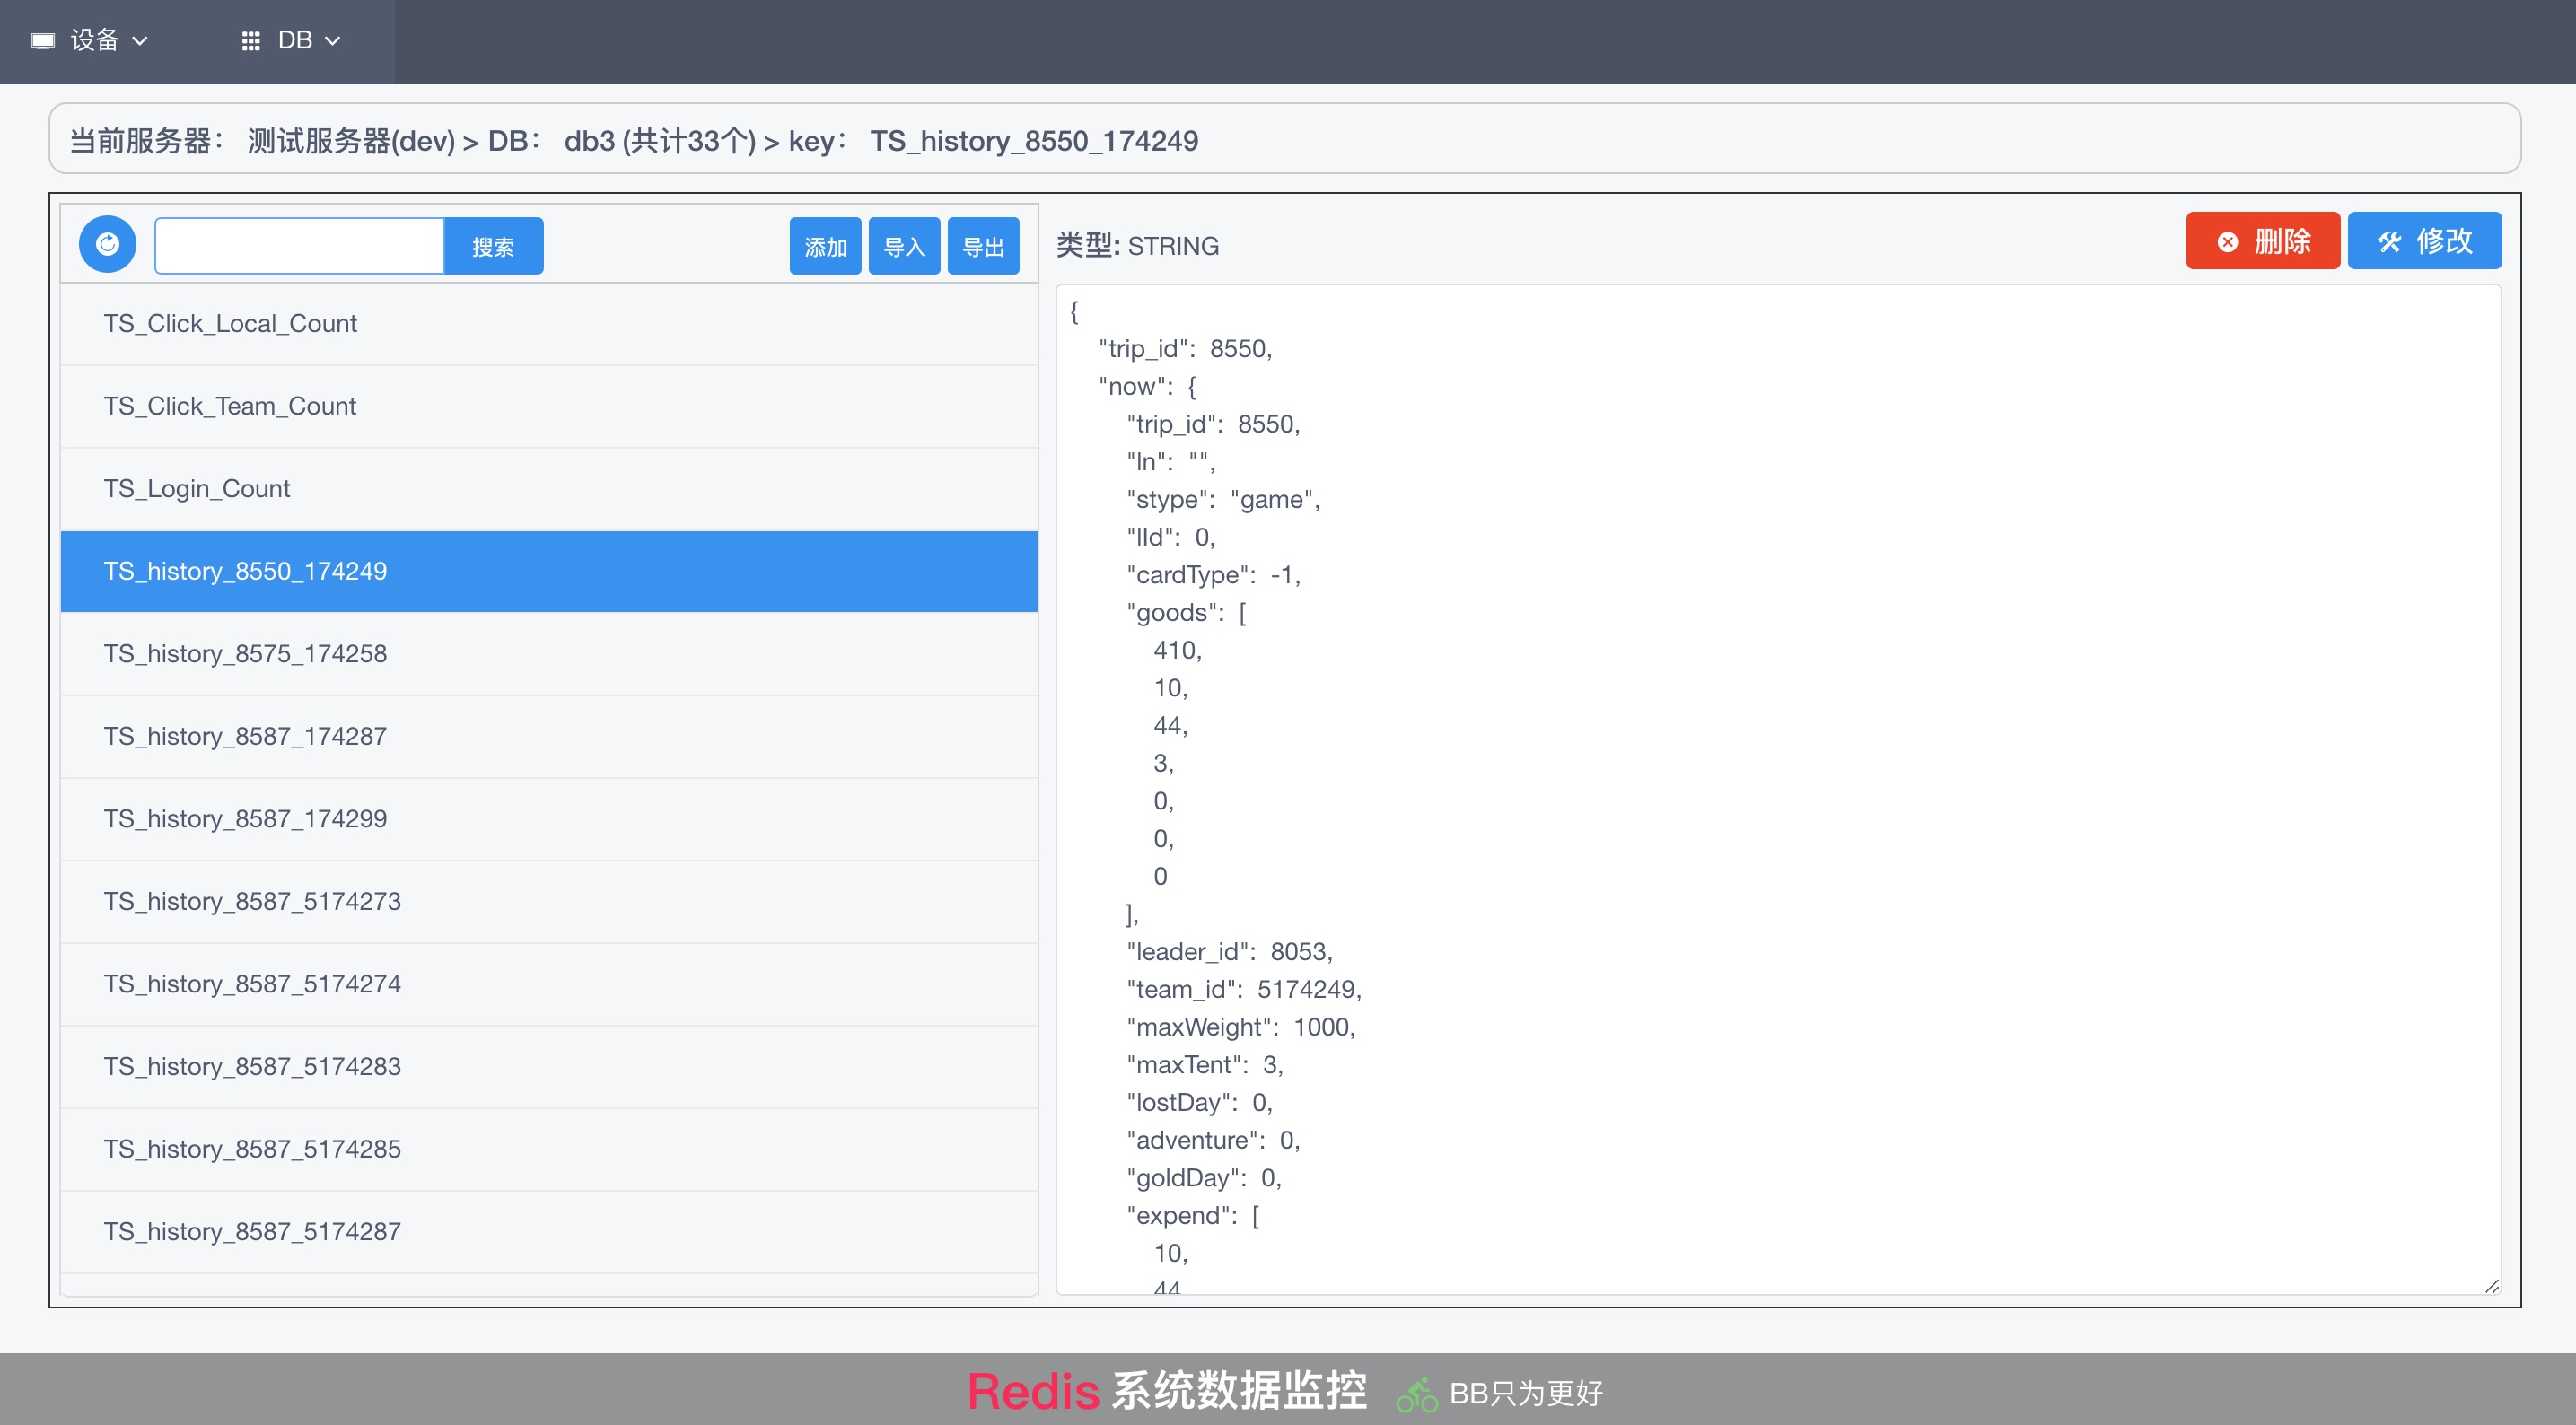 设备 DB
当前服务器： 测试服务器(dev) > DB： db3 (共计33个) > key： TS_history_8550_174249
搜索 添加 导入 导出
TS_Click_Local_Count
TS_Click_Team_Count
TS_Login_Count
TS_history_8550_174249
TS_history_8575_174258
TS_history_8587_174287
TS_history_8587_174299
TS_history_8587_5174273
TS_history_8587_5174274
TS_history_8587_5174283
TS_history_8587_5174285
TS_history_8587_5174287
类型: STRING 删除 修改
{
"trip_id": 8550,
"now": {
"trip_id": 8550,
"ln": "",
"stype": "game",
"lId": 0,
"cardType": -1,
"goods": [
410,
10,
44,
3,
0,
0,
0
],
"leader_id": 8053,
"team_id": 5174249,
"maxWeight": 1000,
"maxTent": 3,
"lostDay": 0,
"adventure": 0,
"goldDay": 0,
"expend": [
10,
44
Redis 系统数据监控 BB只为更好